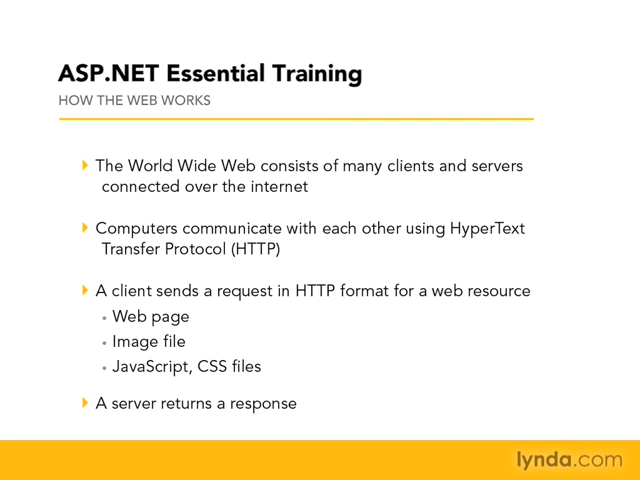 ASP.NET Essential Training
HOW THE WEB WORKS
The World Wide Web consists of many clients and servers
connected over the internet
Computers communicate with each other using HyperText
Transfer Protocol (HTTP)
A client sends a request in HTTP format for a web resource
• Web page
• Image file
• JavaScript, CSS files
A server returns a response
lynda.com